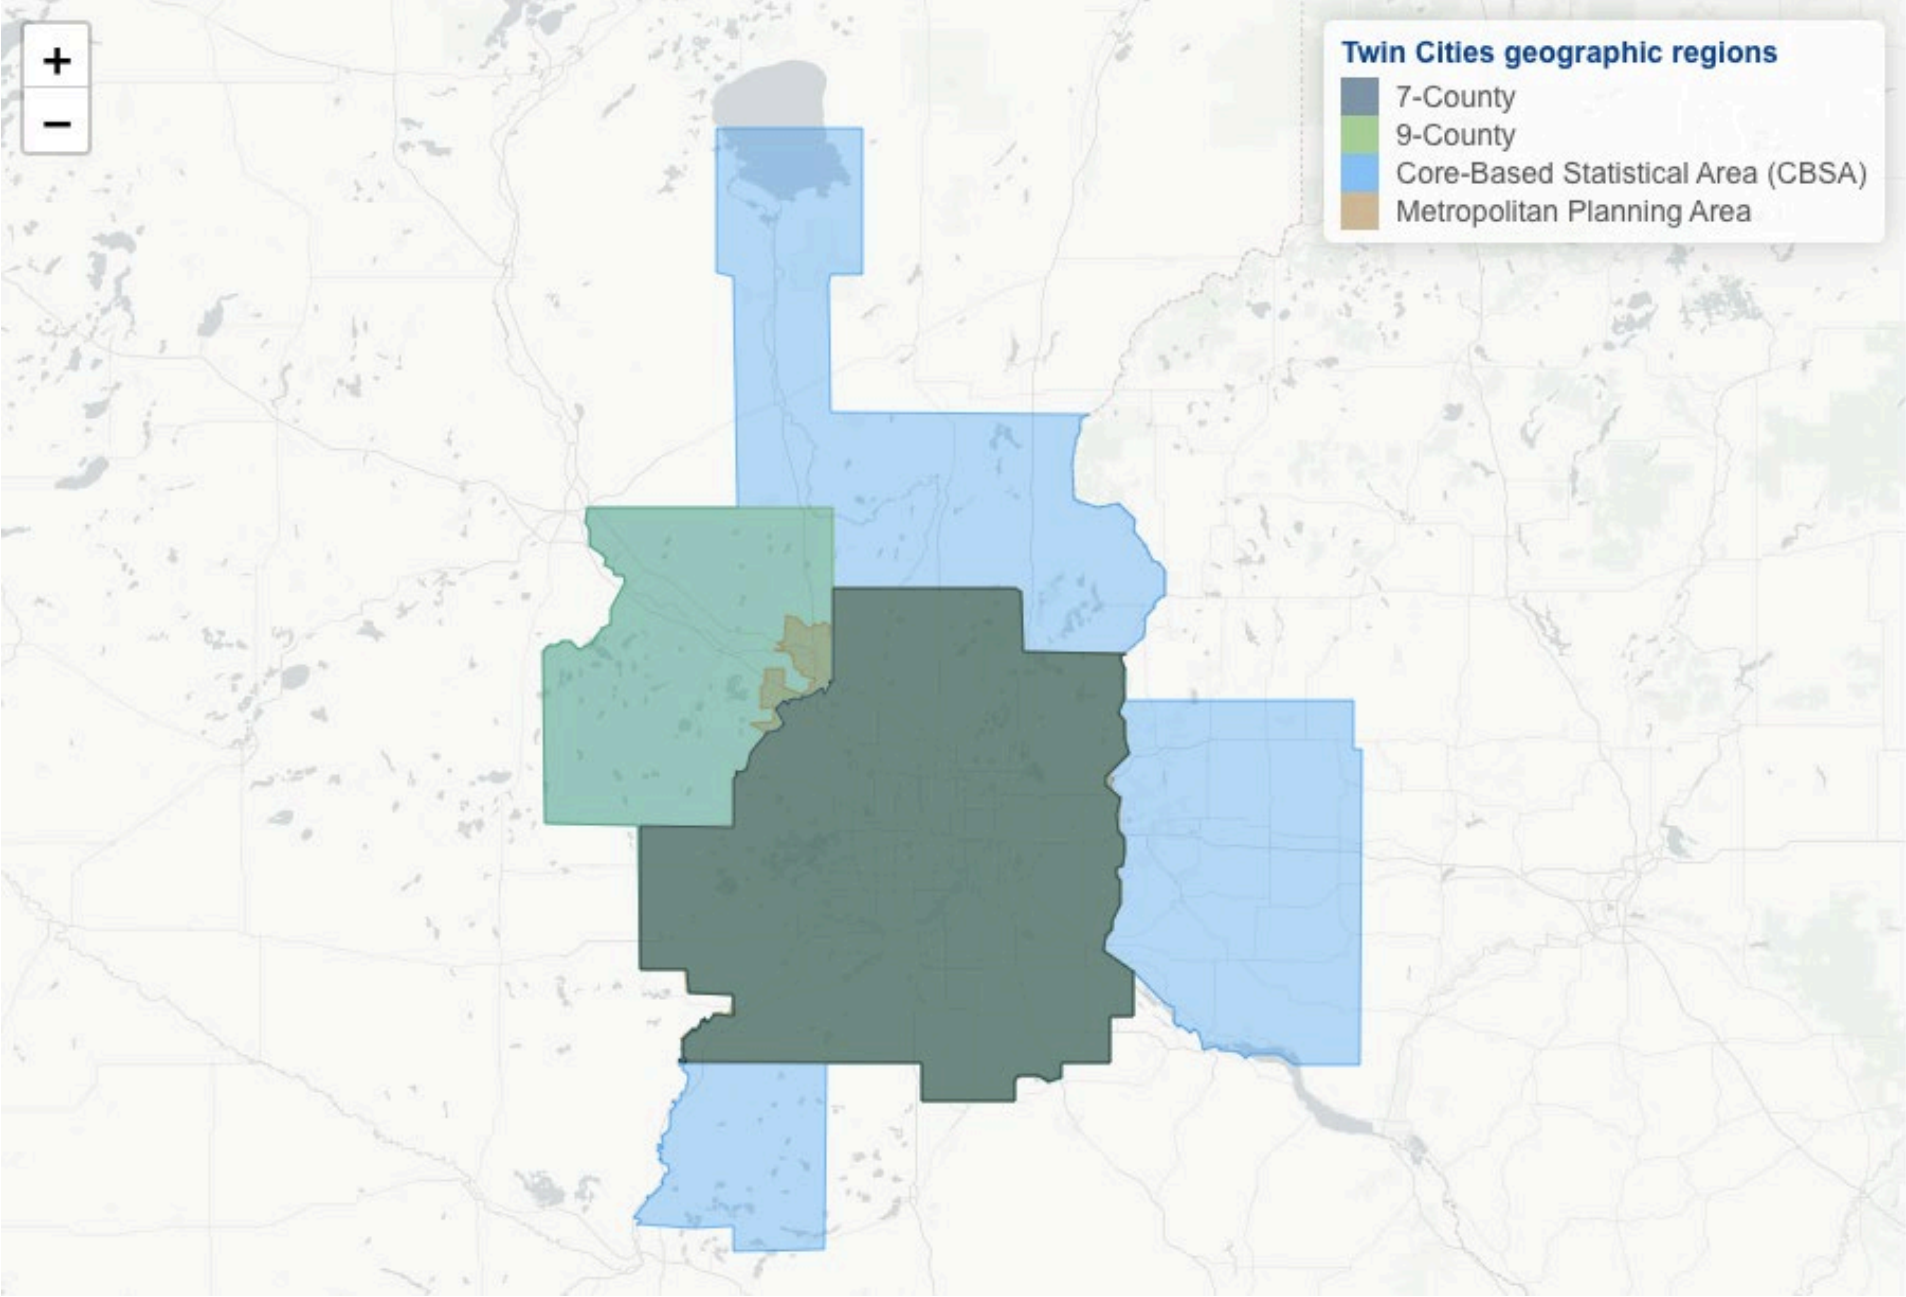 +
−
Twin Cities geographic regions
7-County
9-County
Core-Based Statistical Area (CBSA)
Metropolitan Planning Area